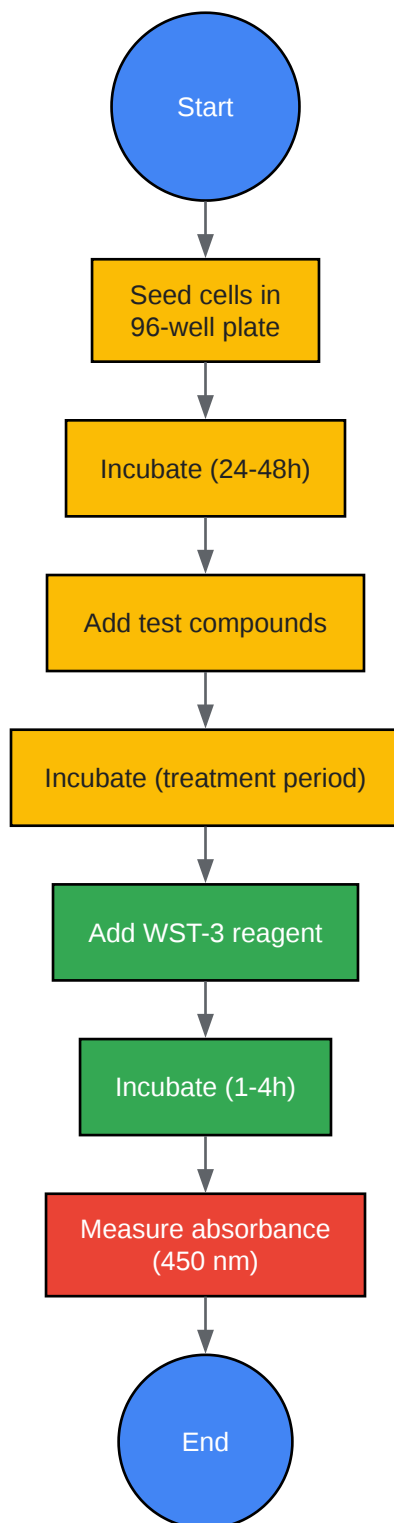 Start
Seed cells in
96-well plate
Incubate (24-48h)
Add test compounds
Incubate (treatment period)
Add WST-3 reagent
Incubate (1-4h)
Measure absorbance
(450 nm)
End